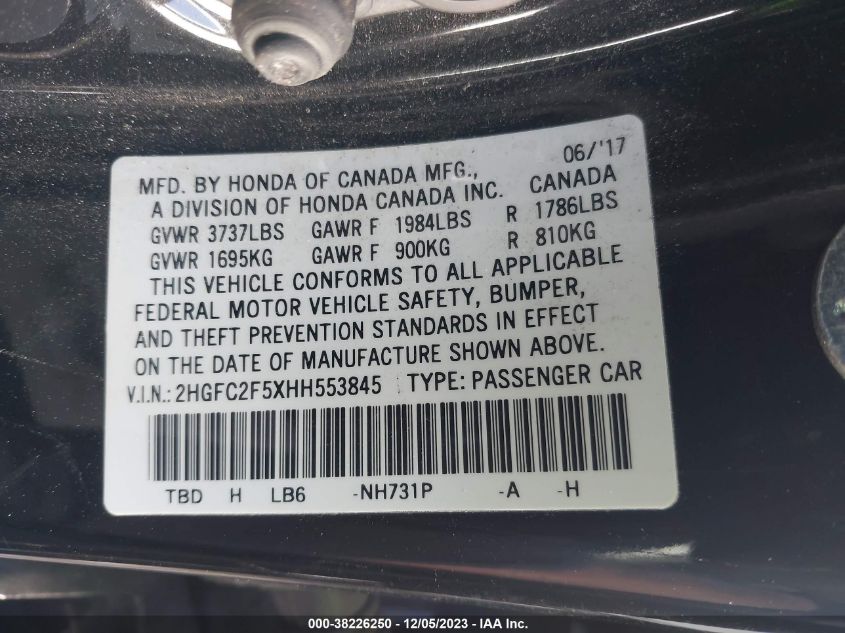 06/'17
MFD. BY HONDA OF CANADA MFG.,
A DIVISION OF HONDA CANADA INC. CANADA
GVWR 3737LBS GAWR F 1984LBS R 1786LBS
GVWR 1695KG GAWR F 900KG R 810KG
THIS VEHICLE CONFORMS TO ALL APPLICABLE
FEDERAL MOTOR VEHICLE SAFETY, BUMPER,
AND THEFT PREVENTION STANDARDS IN EFFECT
ON THE DATE OF MANUFACTURE SHOWN ABOVE.
V.I.N.: 2HGFC2F5XHH553845 TYPE: PASSENGER CAR
TBD H LB6 -NH731P -A -H
000-38226250 - 12/05/2023 - IAA Inc.